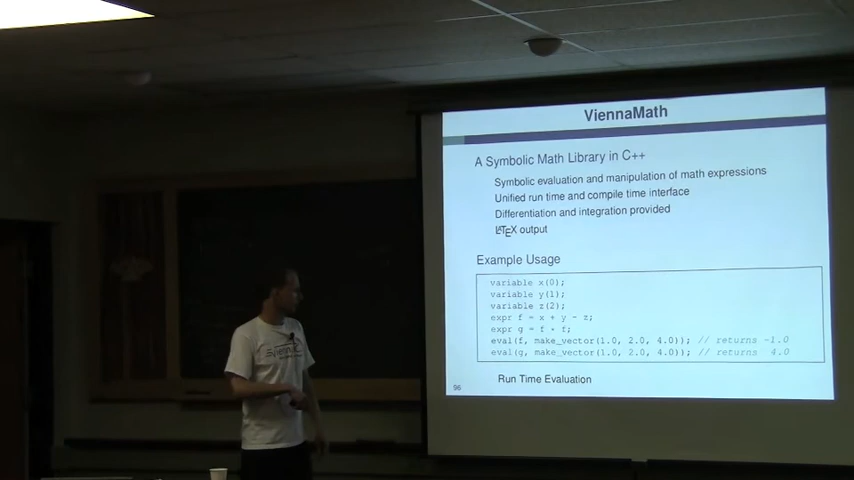 ViennaMath
A Symbolic Math Library in C++
Symbolic evaluation and manipulation of math expressions
Unified run time and compile time interface
Differentiation and integration provided
LATEX output
Example Usage
variable x(0);
variable y(1);
variable z(2);
expr f = x + y - z;
expr g = f * f;
eval(f, make_vector(1.0, 2.0, 4.0)); // returns -1.0
eval(g, make_vector(1.0, 2.0, 4.0)); // returns 4.0
Run Time Evaluation
96